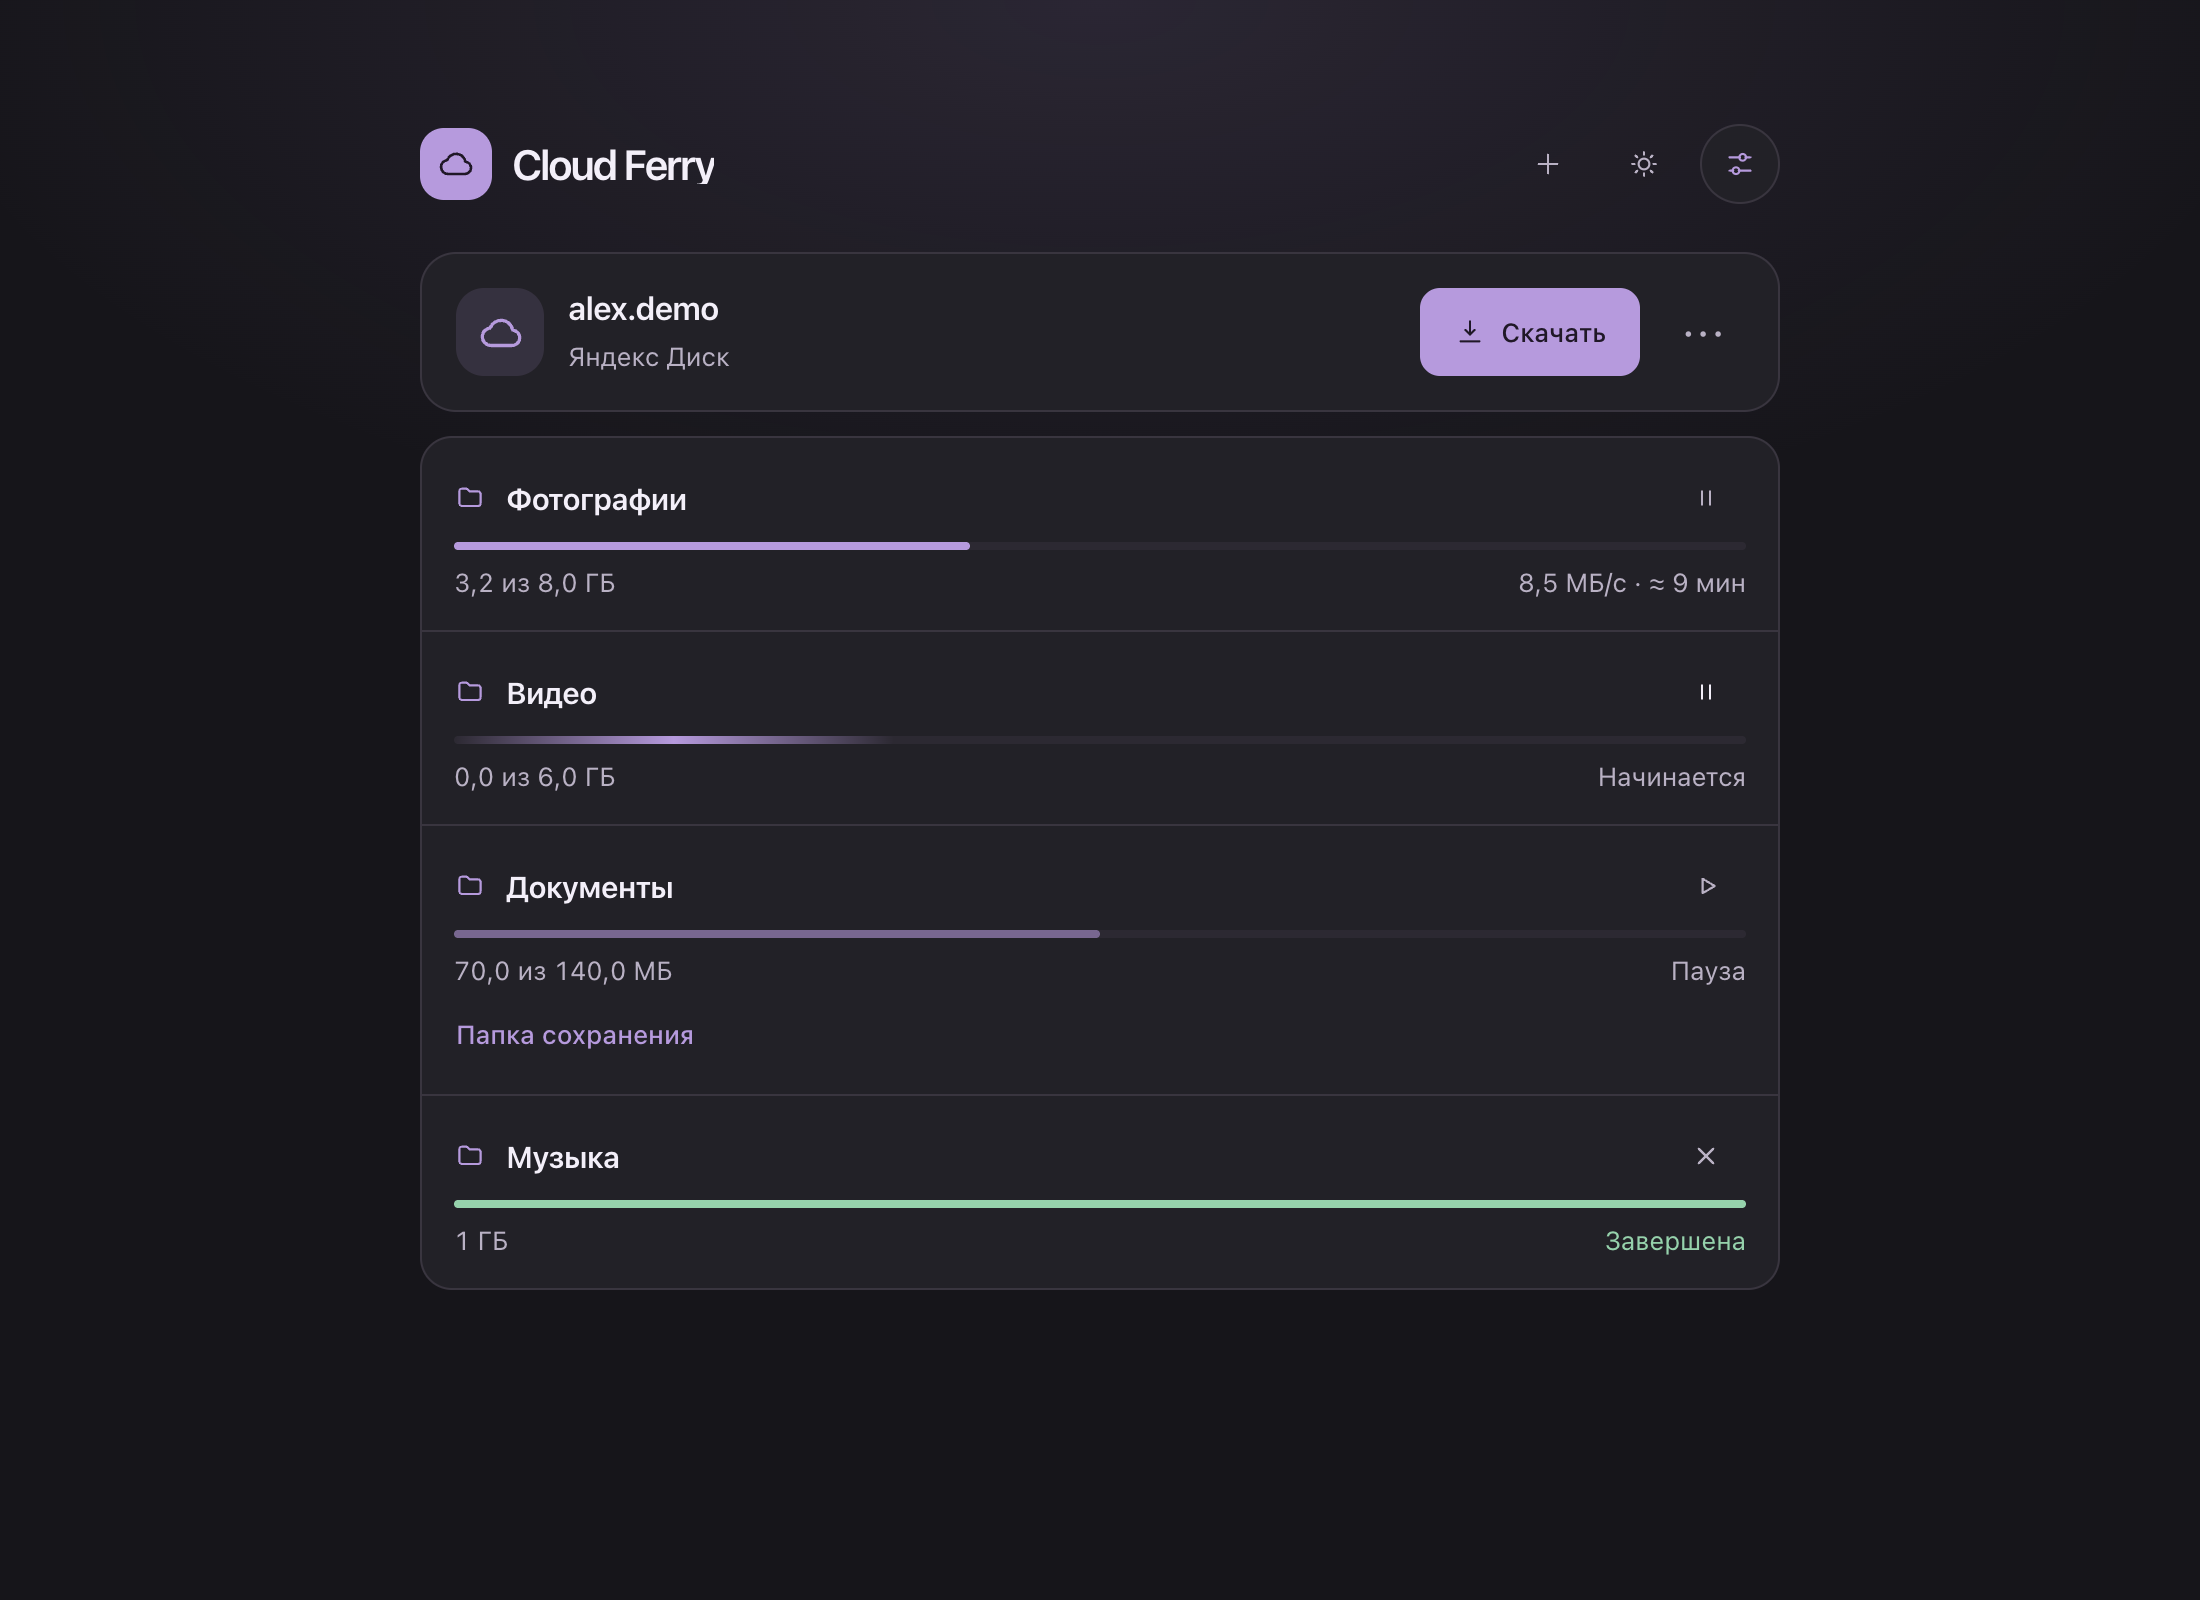 Cloud Ferry
alex.demo
Яндекс Диск
Скачать
Фотографии
3,2 из 8,0 ГБ
8,5 МБ/с · ≈ 9 мин
Видео
0,0 из 6,0 ГБ
Начинается
Документы
70,0 из 140,0 МБ
Пауза
Папка сохранения
Музыка
1 ГБ
Завершена